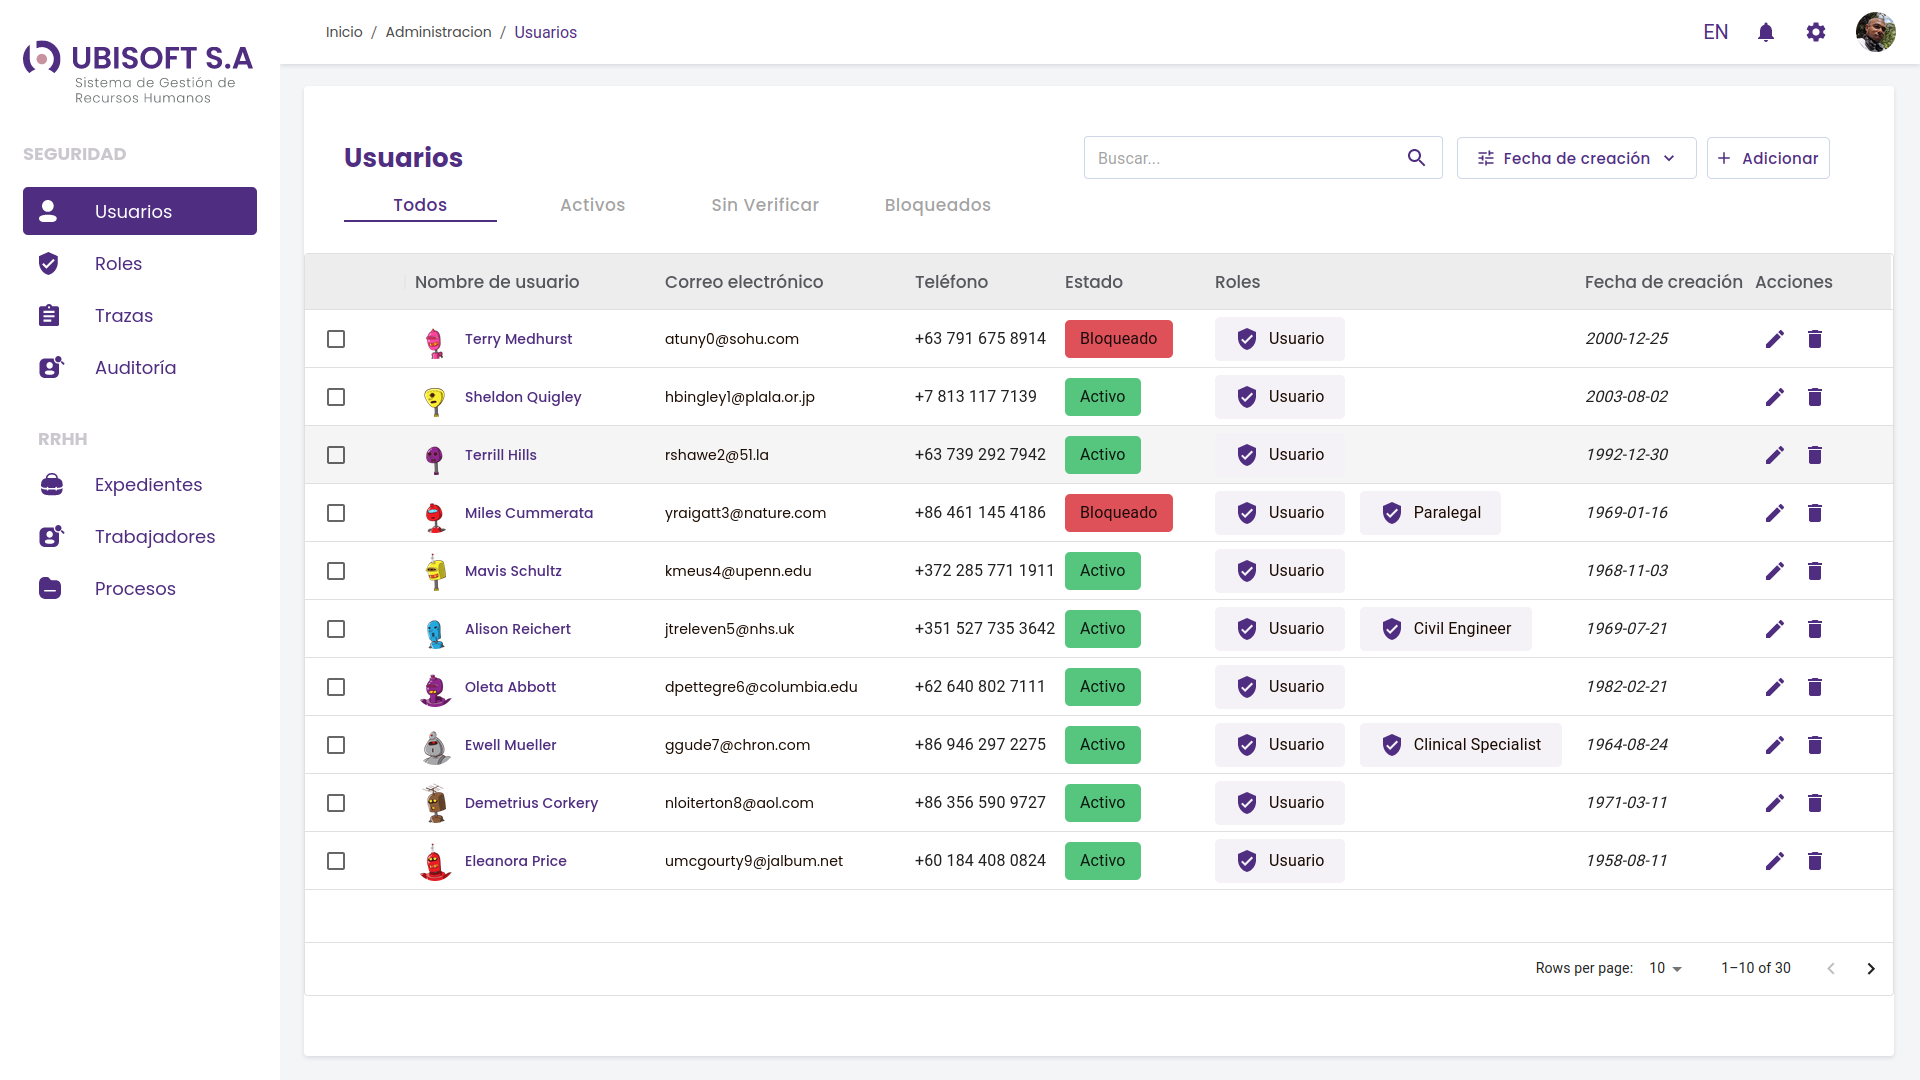 UBISOFT S.A
Sistema de Gestión de
Recursos Humanos
SEGURIDAD
Usuarios
Roles
Trazas
Auditoría
RRHH
Expedientes
Trabajadores
Procesos
Inicio / Administracion / Usuarios
EN
Usuarios
Buscar...
Fecha de creación
Adicionar
Todos Activos Sin Verificar Bloqueados
Nombre de usuario Correo electrónico Teléfono Estado Roles Fecha de creación Acciones
Terry Medhurst atuny0@sohu.com +63 791 675 8914 Bloqueado Usuario 2000-12-25
Sheldon Quigley hbingley1@plala.or.jp +7 813 117 7139 Activo Usuario 2003-08-02
Terrill Hills rshawe2@51.la +63 739 292 7942 Activo Usuario 1992-12-30
Miles Cummerata yraigatt3@nature.com +86 461 145 4186 Bloqueado Usuario Paralegal 1969-01-16
Mavis Schultz kmeus4@upenn.edu +372 285 771 1911 Activo Usuario 1968-11-03
Alison Reichert jtreleven5@nhs.uk +351 527 735 3642 Activo Usuario Civil Engineer 1969-07-21
Oleta Abbott dpettegre6@columbia.edu +62 640 802 7111 Activo Usuario 1982-02-21
Ewell Mueller ggude7@chron.com +86 946 297 2275 Activo Usuario Clinical Specialist 1964-08-24
Demetrius Corkery nloiterton8@aol.com +86 356 590 9727 Activo Usuario 1971-03-11
Eleanora Price umcgourty9@jalbum.net +60 184 408 0824 Activo Usuario 1958-08-11
Rows per page: 10 1–10 of 30